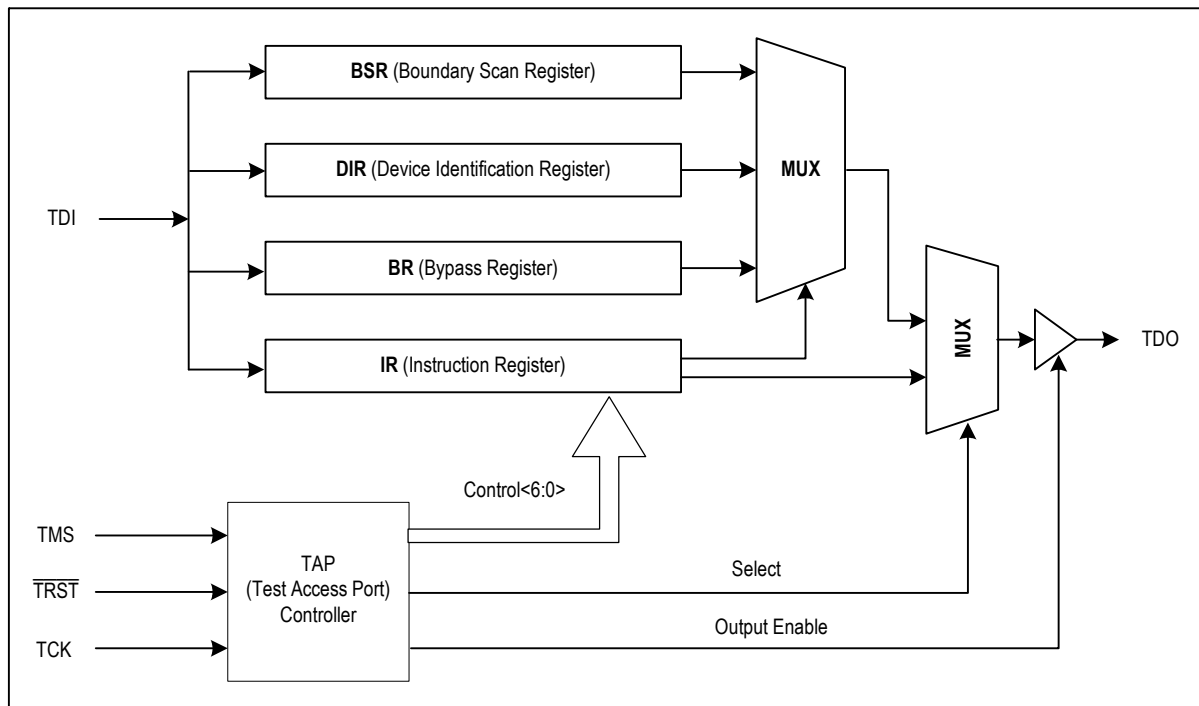 BSR (Boundary Scan Register)
DIR (Device Identification Register)
MUX
TDI
BR (Bypass Register)
MUX
TDO
IR (Instruction Register)
Control<6:0>
TMS
TAP
(Test Access Port)
Controller
Select
T̅R̅S̅T̅
Output Enable
TCK